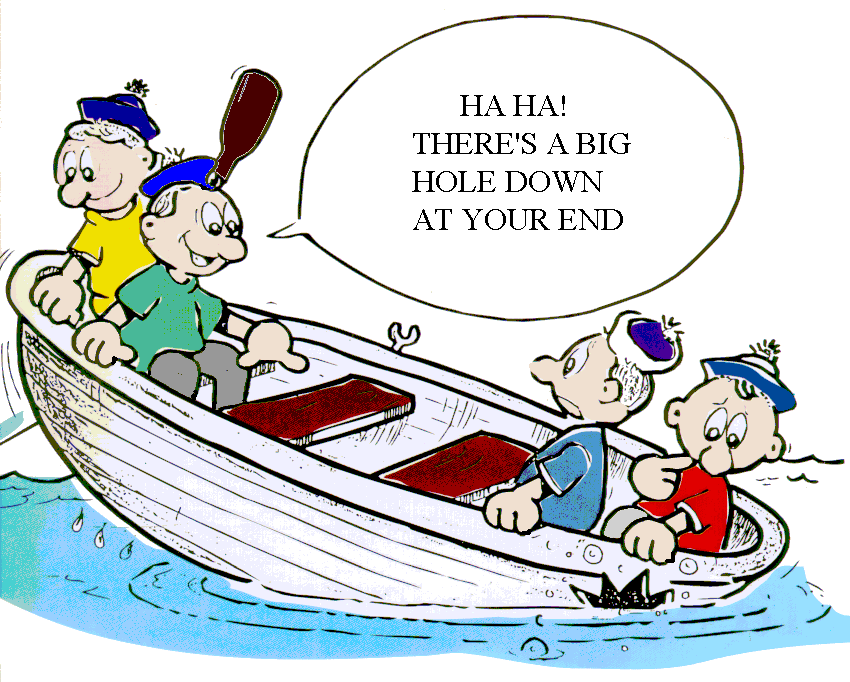 HA HA!
THERE'S A BIG
HOLE DOWN
AT YOUR END